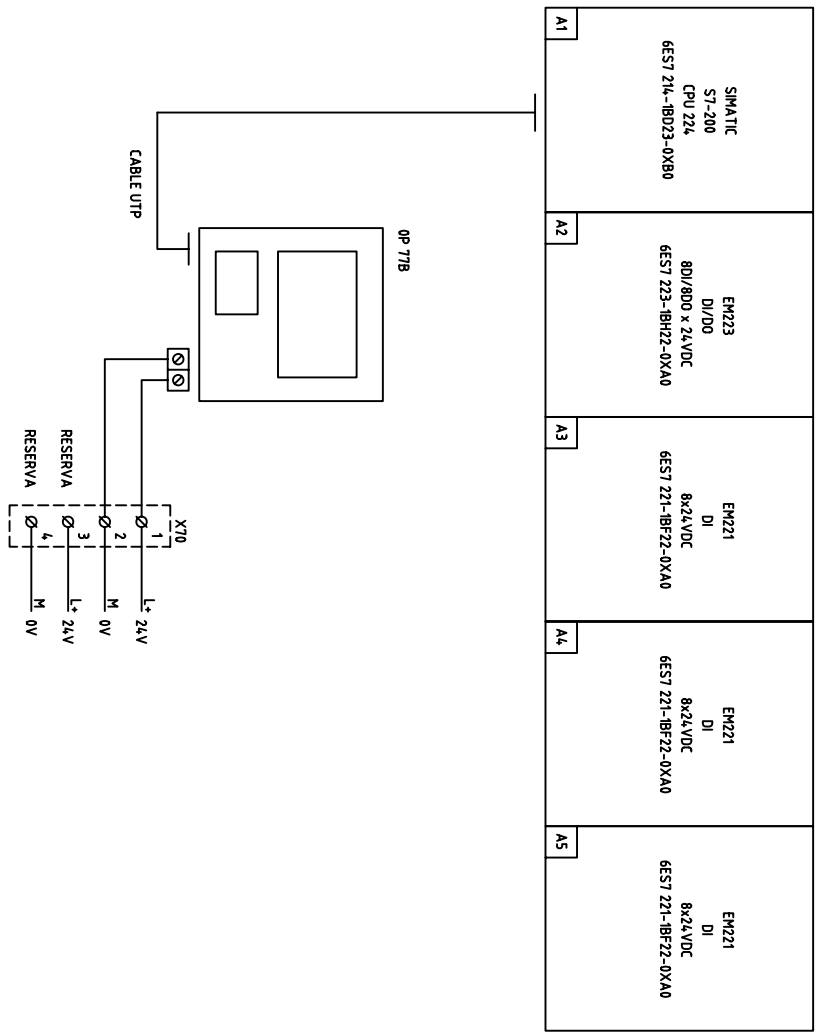 A1
SIMATIC
S7-200
CPU 224
6ES7 214-1BD23-0XB0
A2
EM223
DI/DO
8DI/8DO x 24VDC
6ES7 223-1BH22-0XA0
A3
EM221
DI
8x24VDC
6ES7 221-1BF22-0XA0
A4
EM221
DI
8x24VDC
6ES7 221-1BF22-0XA0
A5
EM221
DI
8x24VDC
6ES7 221-1BF22-0XA0
OP 77B
CABLE UTP
X70
1
L+ 24V
2
M 0V
RESERVA
3
L+ 24V
RESERVA
4
M 0V